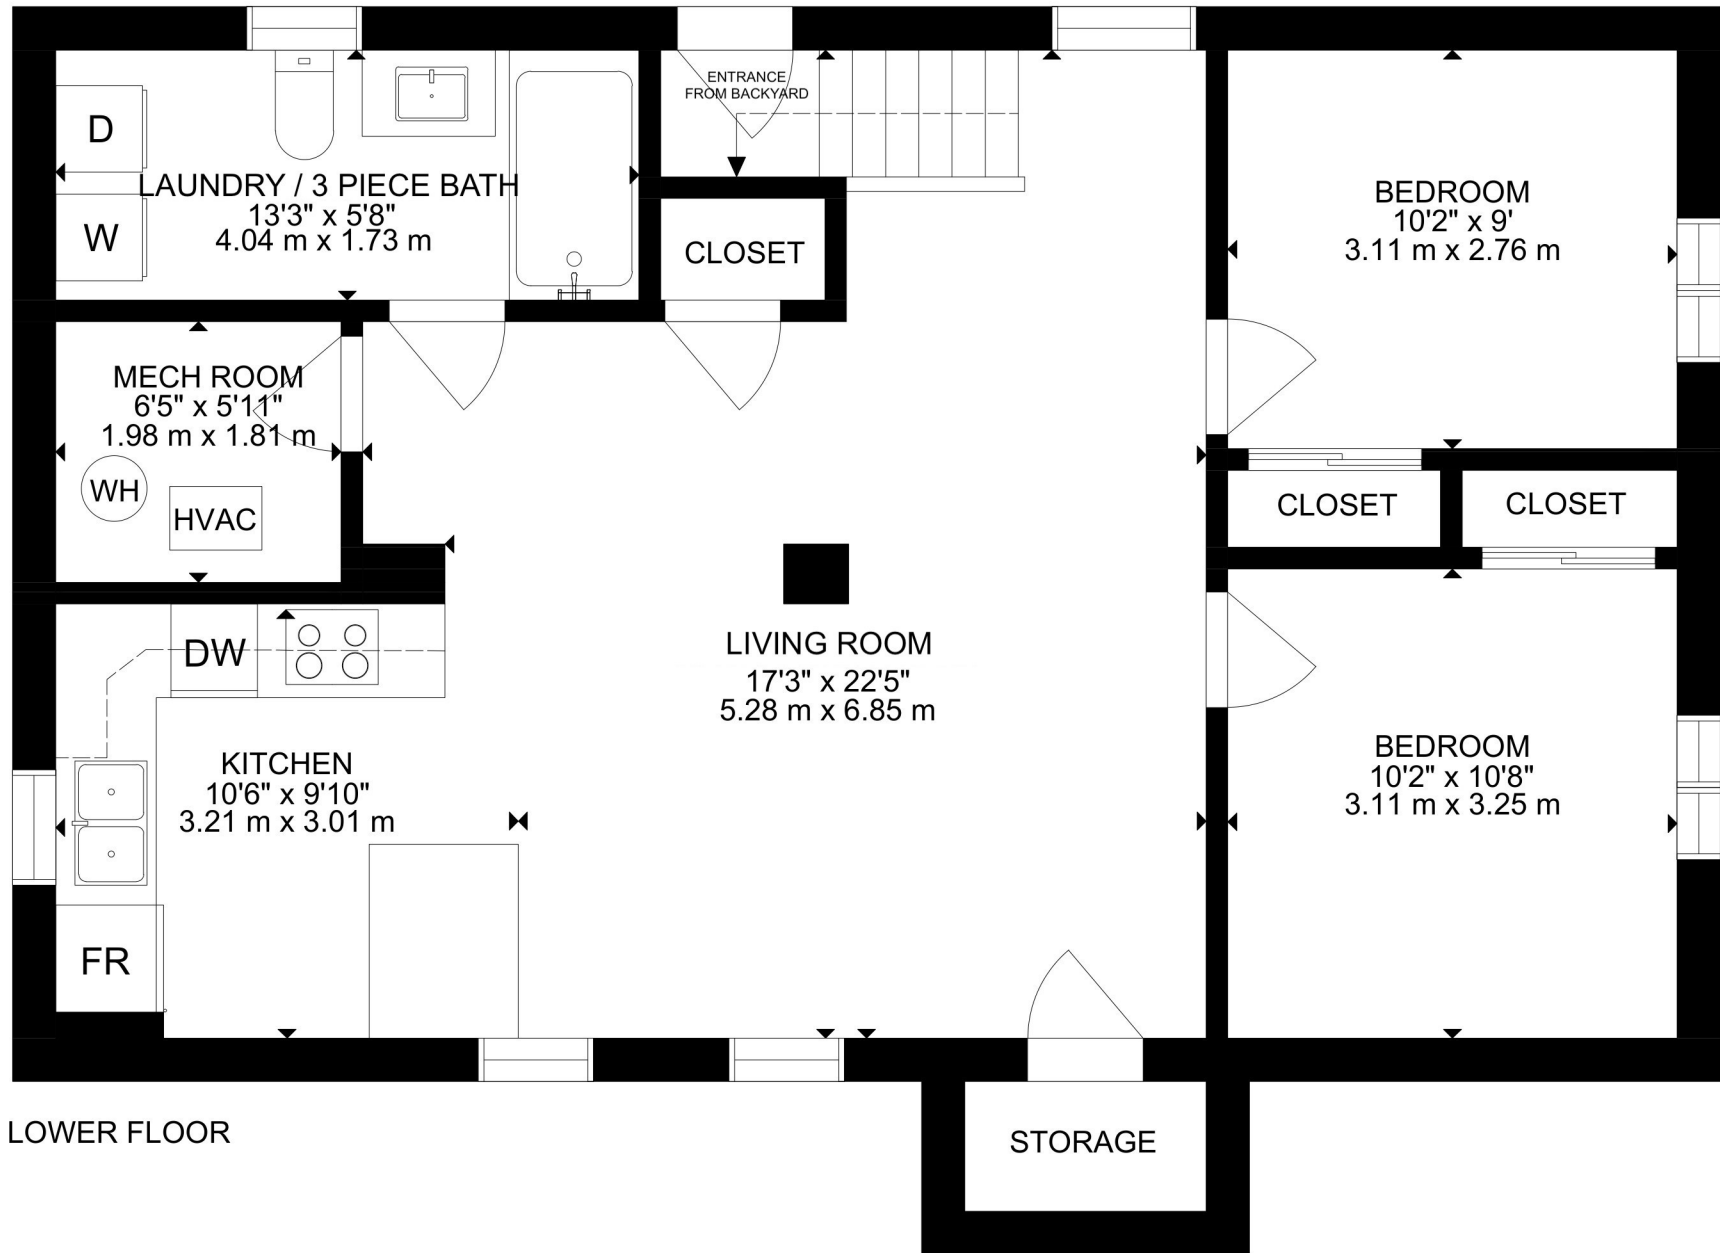 ENTRANCE
FROM BACKYARD
D
W
LAUNDRY / 3 PIECE BATH
13'3" x 5'8"
4.04 m x 1.73 m
CLOSET
BEDROOM
10'2" x 9'
3.11 m x 2.76 m
MECH ROOM
6'5" x 5'11"
1.98 m x 1.81 m
WH
HVAC
CLOSET
CLOSET
DW
LIVING ROOM
17'3" x 22'5"
5.28 m x 6.85 m
KITCHEN
10'6" x 9'10"
3.21 m x 3.01 m
BEDROOM
10'2" x 10'8"
3.11 m x 3.25 m
FR
LOWER FLOOR
STORAGE